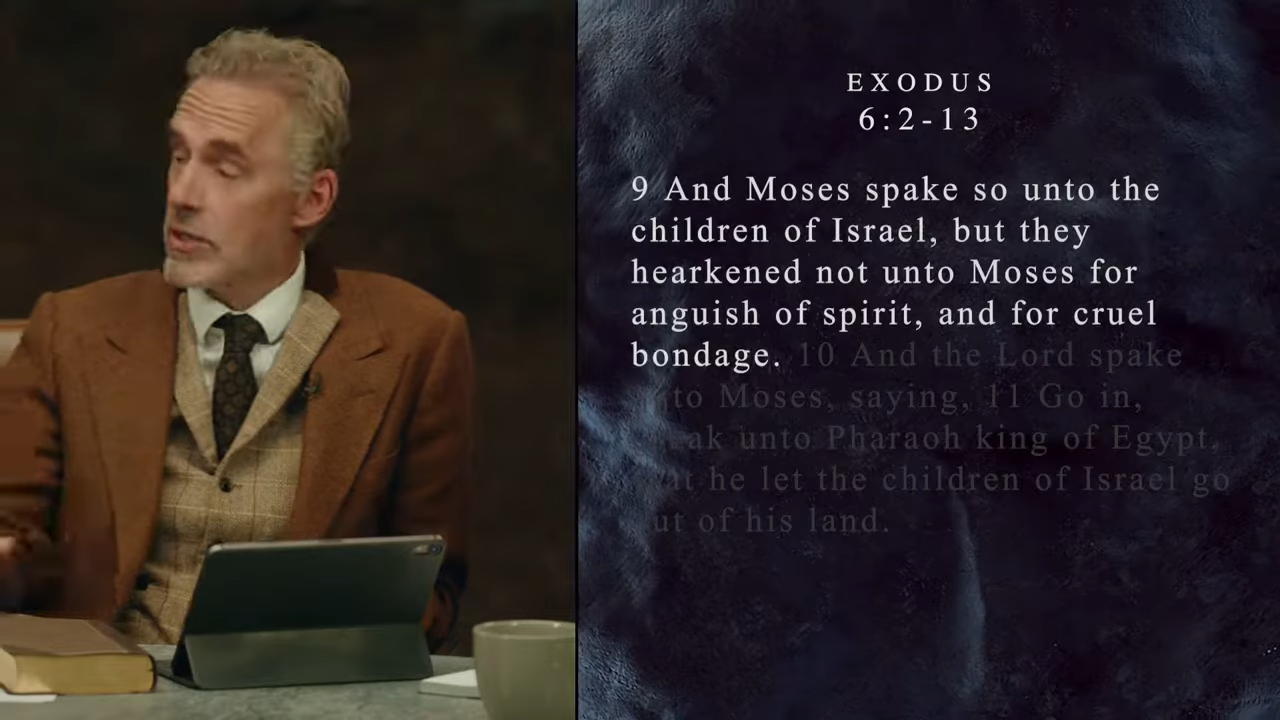 EXODUS
6:2-13
9 And Moses spake so unto the
children of Israel, but they
hearkened not unto Moses for
anguish of spirit, and for cruel
bondage. 10 And the Lord spake
to Moses, saying, 11 Go in,
unto Pharaoh king of Egypt,
he let the children of Israel go
of his land.